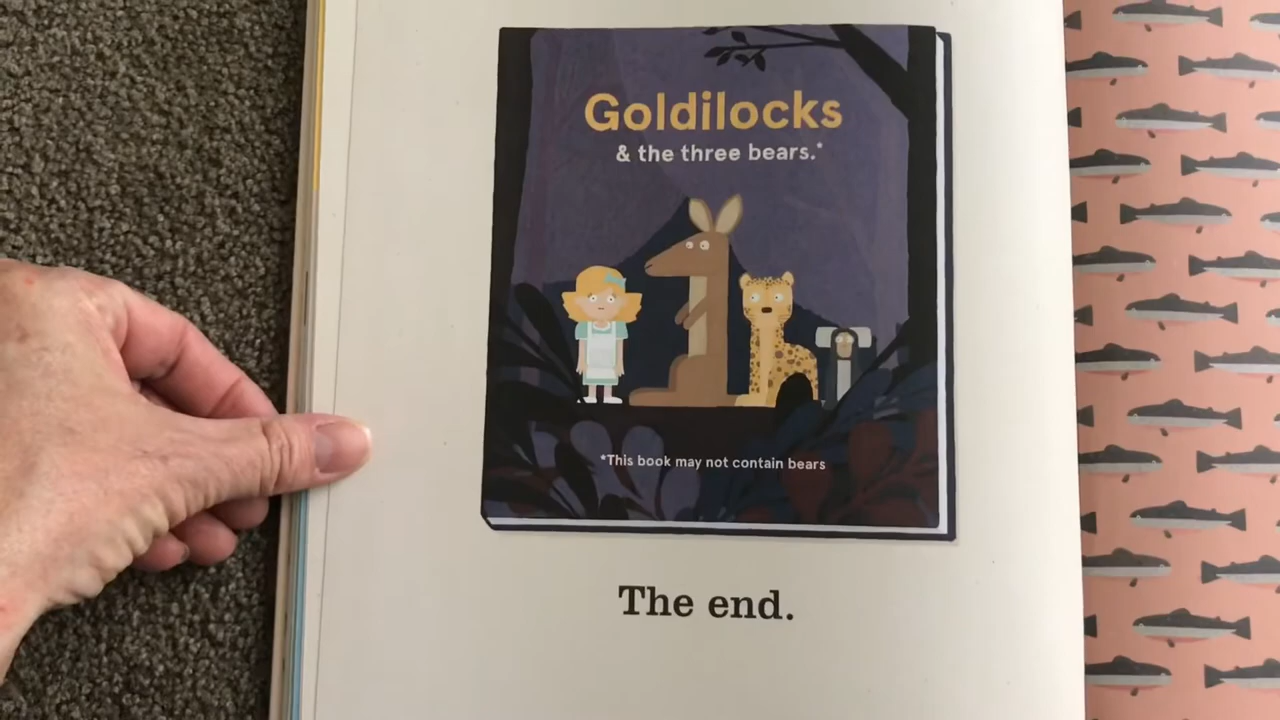 Goldilocks
& the three bears.*
*This book may not contain bears
The end.